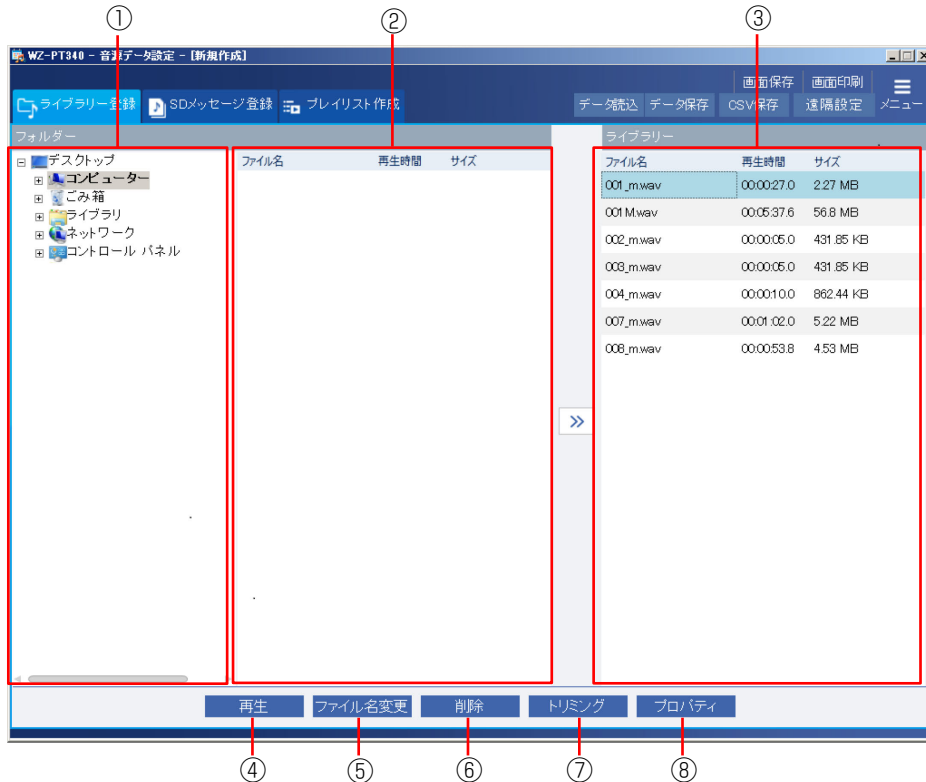 ① ② ③
WZ-PT340 - 音源データ設定 - [新規作成]
画面保存 画面印刷
ライブラリー登録 SDメッセージ登録 プレイリスト作成 データ読込 データ保存 CSV保存 遠隔設定 メニュー
フォルダー ライブラリー
デスクトップ
コンピューター
ごみ箱
ライブラリ
ネットワーク
コントロール パネル
ファイル名 再生時間 サイズ
ファイル名 再生時間 サイズ
001_m.wav 00:00:27.0 2.27 MB
001M.wav 00:05:37.6 56.8 MB
002_m.wav 00:00:05.0 431.85 KB
003_m.wav 00:00:05.0 431.85 KB
004_m.wav 00:00:10.0 862.44 KB
007_m.wav 00:01:02.0 5.22 MB
008_m.wav 00:00:53.8 4.53 MB
再生 ファイル名変更 削除 トリミング プロパティ
④ ⑤ ⑥ ⑦ ⑧